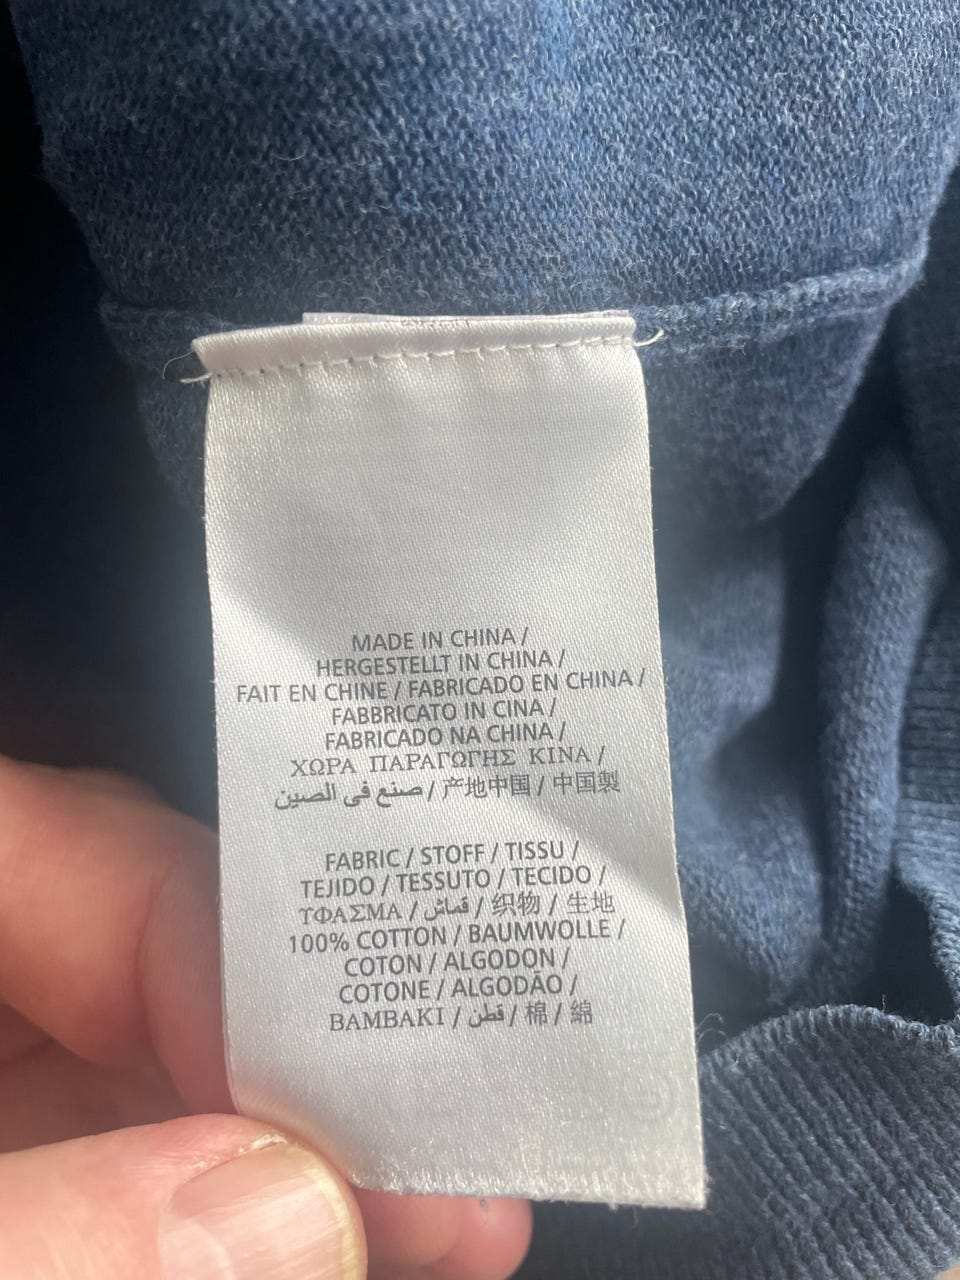 MADE IN CHINA /
HERGESTELLT IN CHINA /
FAIT EN CHINE / FABRICADO EN CHINA /
FABBRICATO IN CINA /
FABRICADO NA CHINA /
ΧΩΡΑ ΠΑΡΑΓΩΓΗΣ ΚΙΝΑ /
صنع فى الصين / 产地中国 / 中国製
FABRIC / STOFF / TISSU /
TEJIDO / TESSUTO / TECIDO /
ΤΦΑΣΜΑ / قماش / 织物 / 生地
100% COTTON / BAUMWOLLE /
COTON / ALGODON /
COTONE / ALGODÃO /
ΒΑΜΒΑΚΙ / قطن / 棉 / 綿